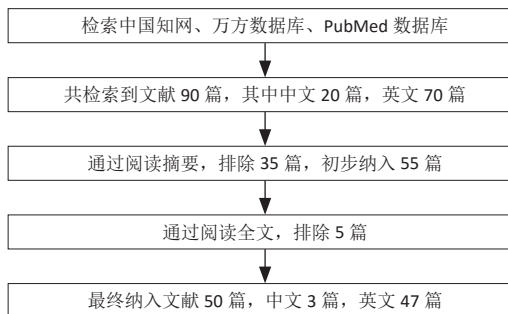 检索中国知网、万方数据库、PubMed 数据库
共检索到文献 90 篇，其中中文 20 篇，英文 70 篇
通过阅读摘要，排除 35 篇，初步纳入 55 篇
通过阅读全文，排除 5 篇
最终纳入文献 50 篇，中文 3 篇，英文 47 篇